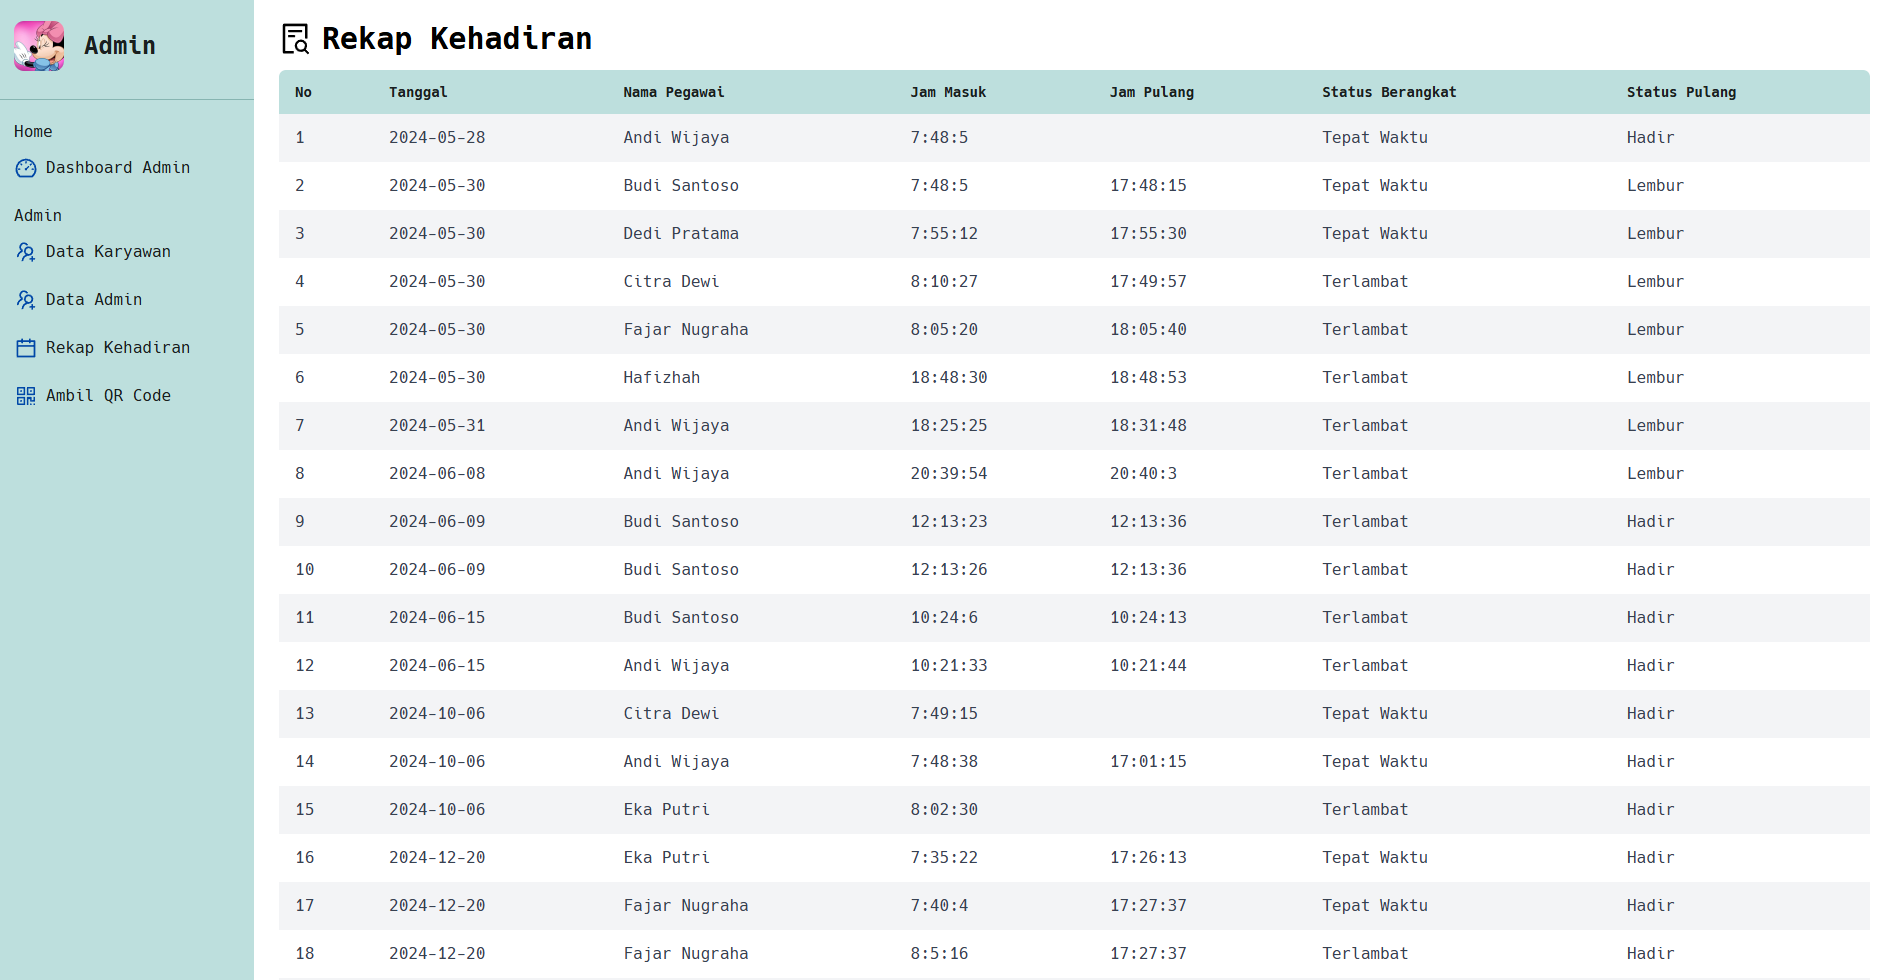 Admin
Home
Dashboard Admin
Admin
Data Karyawan
Data Admin
Rekap Kehadiran
Ambil QR Code
Rekap Kehadiran
No Tanggal Nama Pegawai Jam Masuk Jam Pulang Status Berangkat Status Pulang
1 2024-05-28 Andi Wijaya 7:48:5 Tepat Waktu Hadir
2 2024-05-30 Budi Santoso 7:48:5 17:48:15 Tepat Waktu Lembur
3 2024-05-30 Dedi Pratama 7:55:12 17:55:30 Tepat Waktu Lembur
4 2024-05-30 Citra Dewi 8:10:27 17:49:57 Terlambat Lembur
5 2024-05-30 Fajar Nugraha 8:05:20 18:05:40 Terlambat Lembur
6 2024-05-30 Hafizhah 18:48:30 18:48:53 Terlambat Lembur
7 2024-05-31 Andi Wijaya 18:25:25 18:31:48 Terlambat Lembur
8 2024-06-08 Andi Wijaya 20:39:54 20:40:3 Terlambat Lembur
9 2024-06-09 Budi Santoso 12:13:23 12:13:36 Terlambat Hadir
10 2024-06-09 Budi Santoso 12:13:26 12:13:36 Terlambat Hadir
11 2024-06-15 Budi Santoso 10:24:6 10:24:13 Terlambat Hadir
12 2024-06-15 Andi Wijaya 10:21:33 10:21:44 Terlambat Hadir
13 2024-10-06 Citra Dewi 7:49:15 Tepat Waktu Hadir
14 2024-10-06 Andi Wijaya 7:48:38 17:01:15 Tepat Waktu Hadir
15 2024-10-06 Eka Putri 8:02:30 Terlambat Hadir
16 2024-12-20 Eka Putri 7:35:22 17:26:13 Tepat Waktu Hadir
17 2024-12-20 Fajar Nugraha 7:40:4 17:27:37 Tepat Waktu Hadir
18 2024-12-20 Fajar Nugraha 8:5:16 17:27:37 Terlambat Hadir